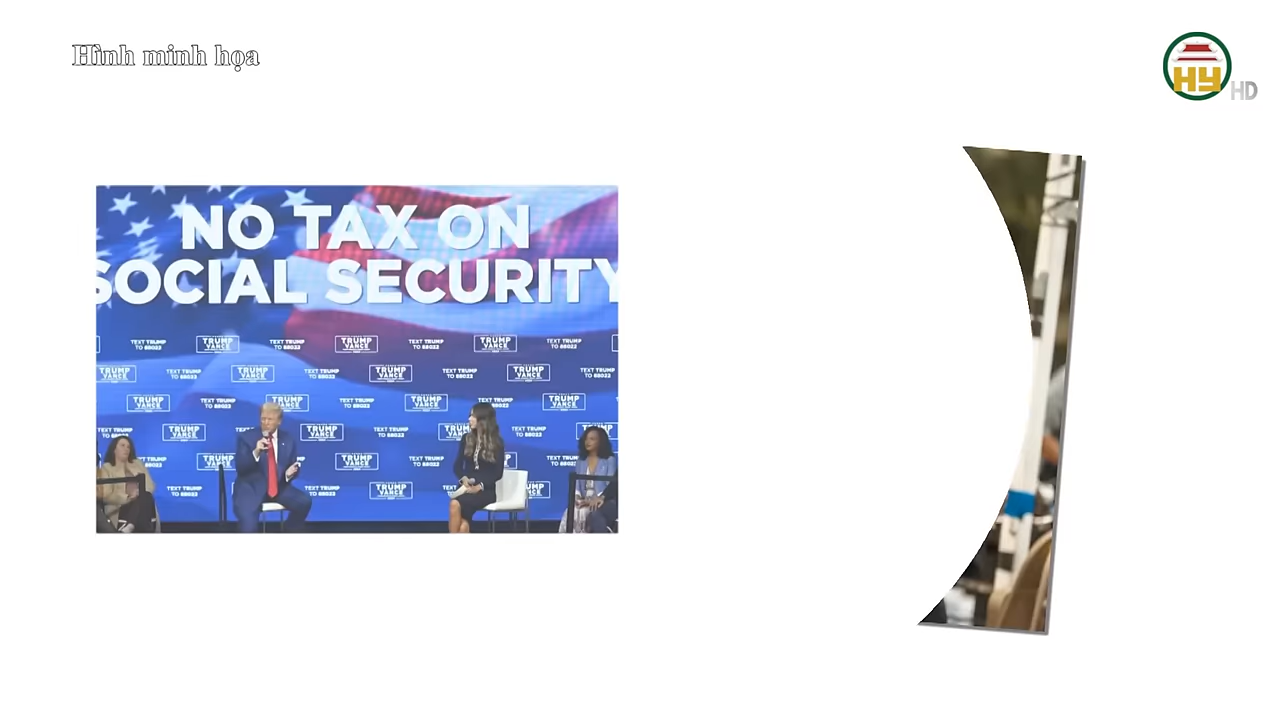 Hình minh họa
HY
HD
NO TAX ON
SOCIAL SECURITY
TEXT TRUMP
TO 88022
TRUMP
VANCE